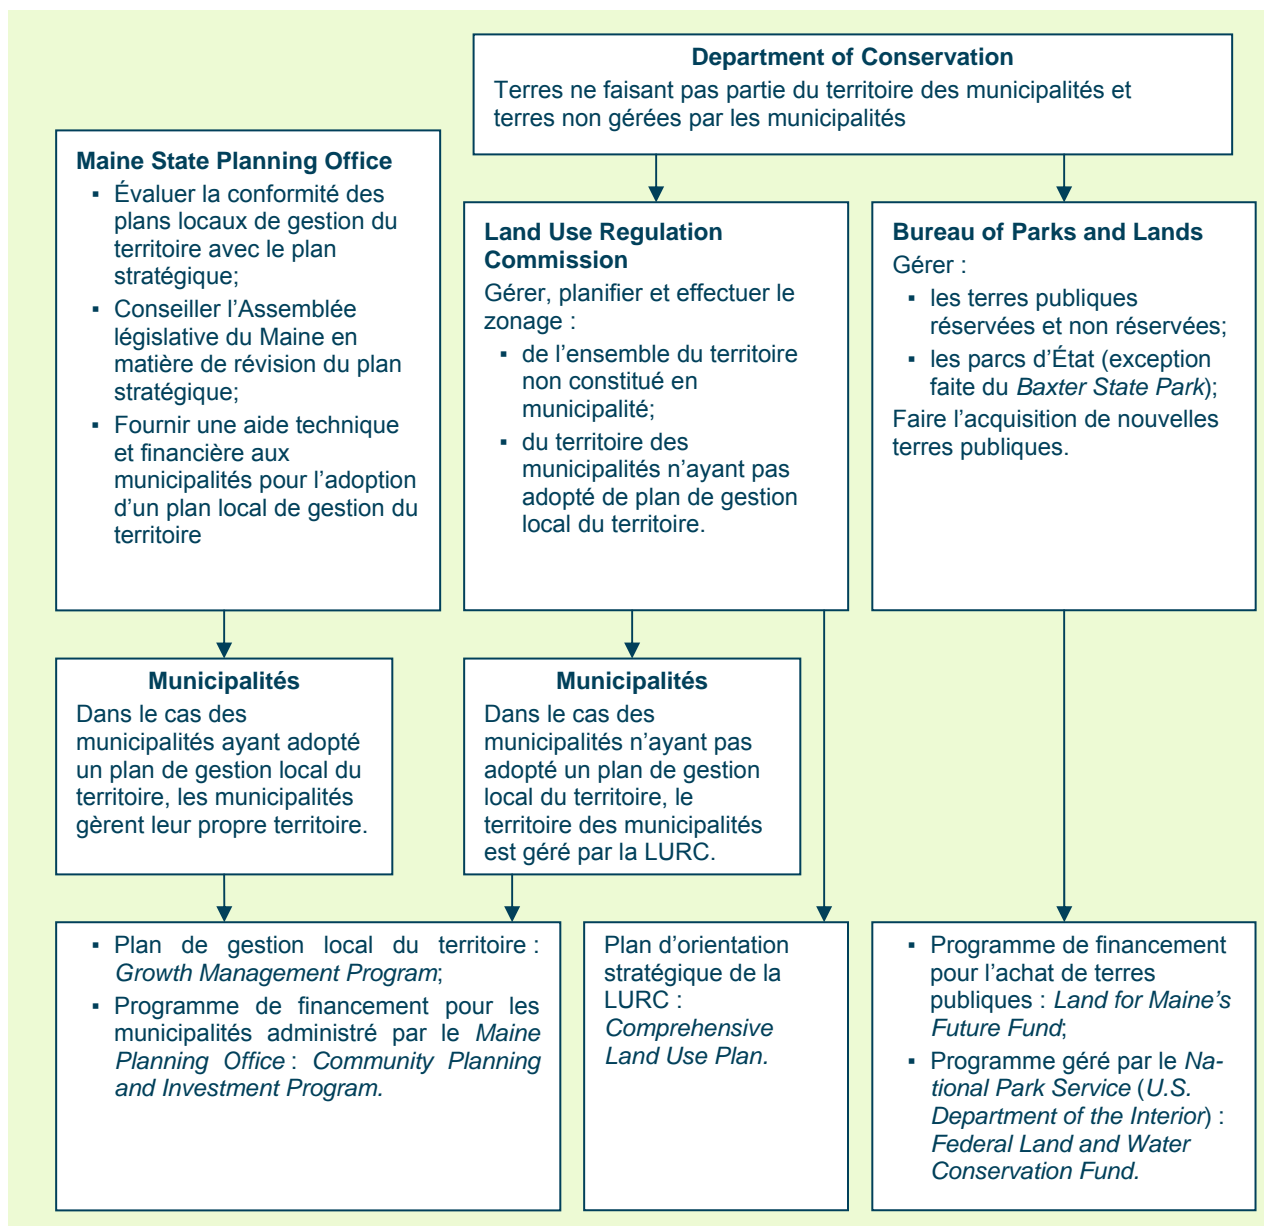 Department of Conservation
Terres ne faisant pas partie du territoire des municipalités et
terres non gérées par les municipalités
Maine State Planning Office
▪ Évaluer la conformité des
plans locaux de gestion du
territoire avec le plan
stratégique;
▪ Conseiller l’Assemblée
législative du Maine en
matière de révision du plan
stratégique;
▪ Fournir une aide technique
et financière aux
municipalités pour l’adoption
d’un plan local de gestion du
territoire
Land Use Regulation
Commission
Gérer, planifier et effectuer le
zonage :
▪ de l’ensemble du territoire
non constitué en
municipalité;
▪ du territoire des
municipalités n’ayant pas
adopté de plan de gestion
local du territoire.
Bureau of Parks and Lands
Gérer :
▪ les terres publiques
réservées et non réservées;
▪ les parcs d’État (exception
faite du Baxter State Park);
Faire l’acquisition de nouvelles
terres publiques.
Municipalités
Dans le cas des
municipalités ayant adopté
un plan de gestion local du
territoire, les municipalités
gèrent leur propre territoire.
Municipalités
Dans le cas des
municipalités n’ayant pas
adopté un plan de gestion
local du territoire, le
territoire des municipalités
est géré par la LURC.
▪ Plan de gestion local du territoire :
Growth Management Program;
▪ Programme de financement pour les
municipalités administré par le Maine
Planning Office : Community Planning
and Investment Program.
Plan d’orientation
stratégique de la
LURC :
Comprehensive
Land Use Plan.
▪ Programme de financement
pour l’achat de terres
publiques : Land for Maine’s
Future Fund;
▪ Programme géré par le Na-
tional Park Service (U.S.
Department of the Interior) :
Federal Land and Water
Conservation Fund.